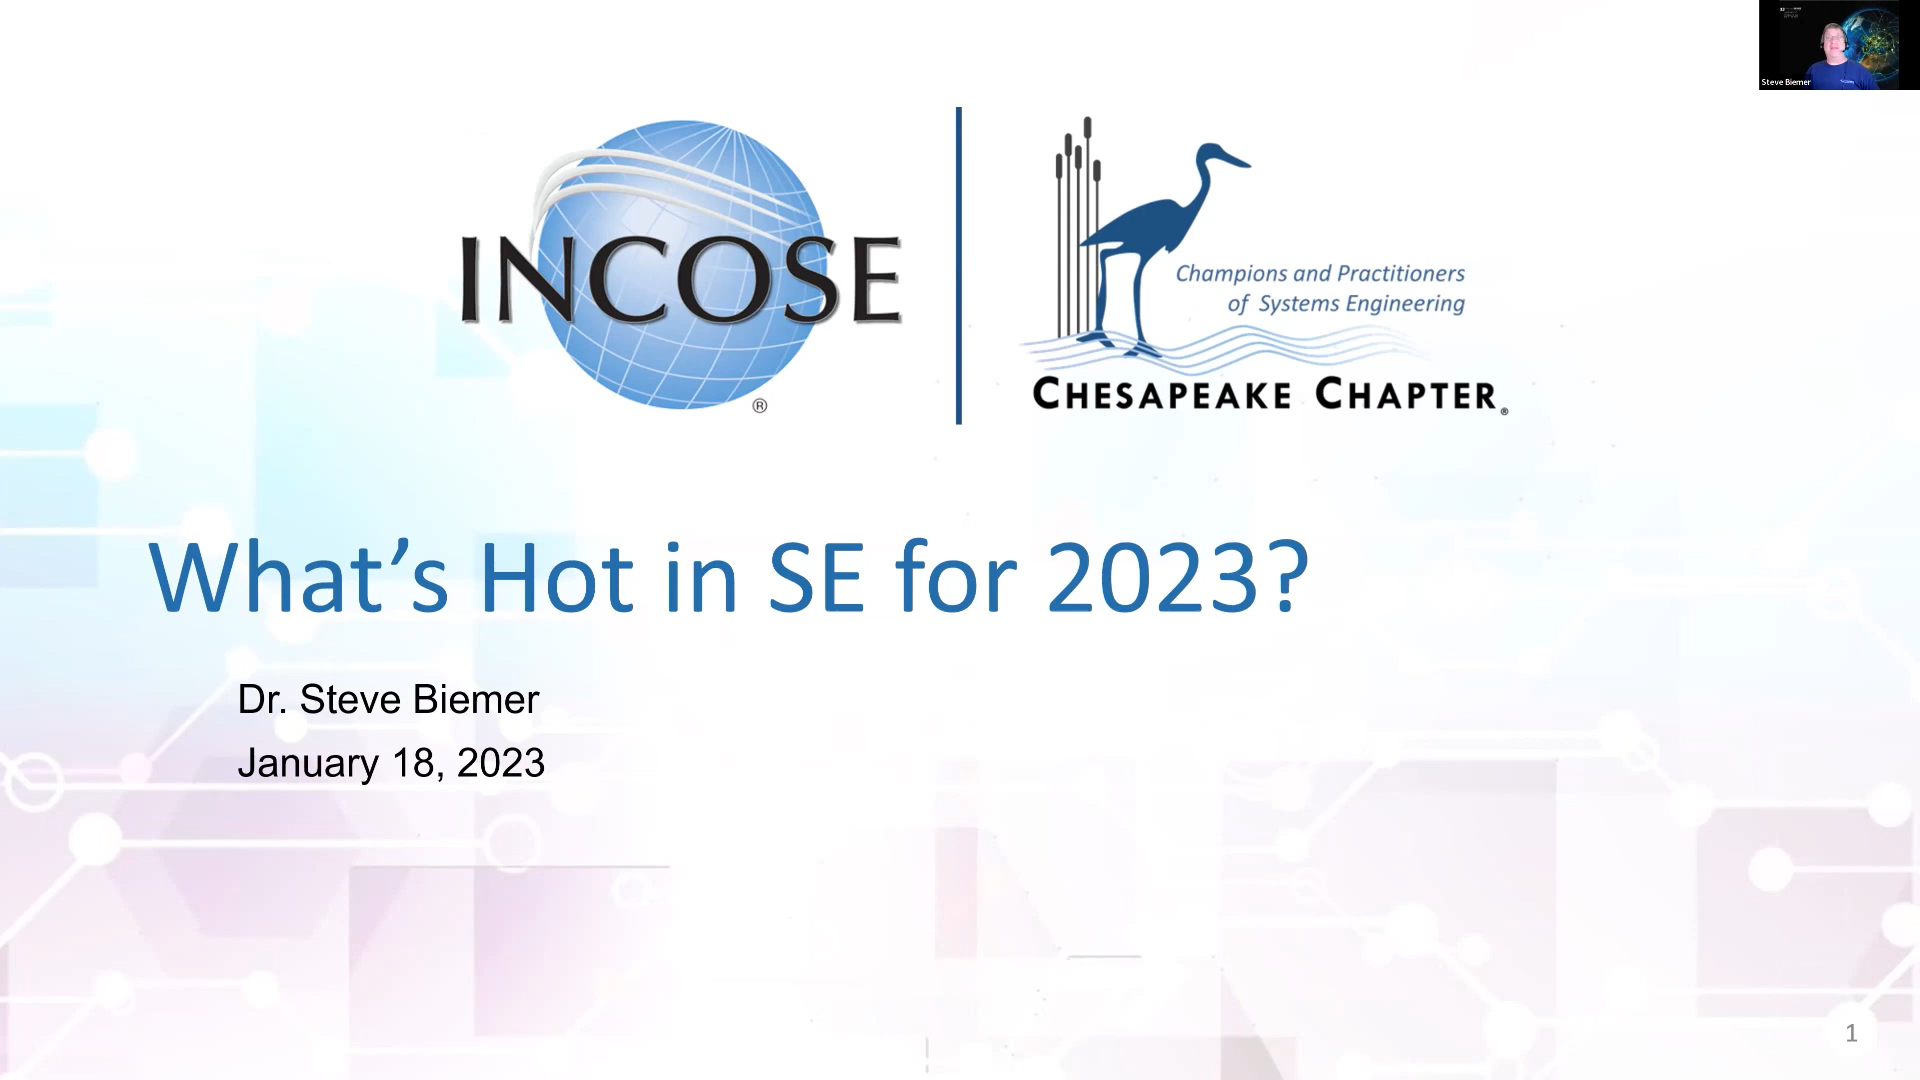 Steve Biemer
INCOSE
®
Champions and Practitioners
of Systems Engineering
CHESAPEAKE CHAPTER®
What's Hot in SE for 2023?
Dr. Steve Biemer
January 18, 2023
1